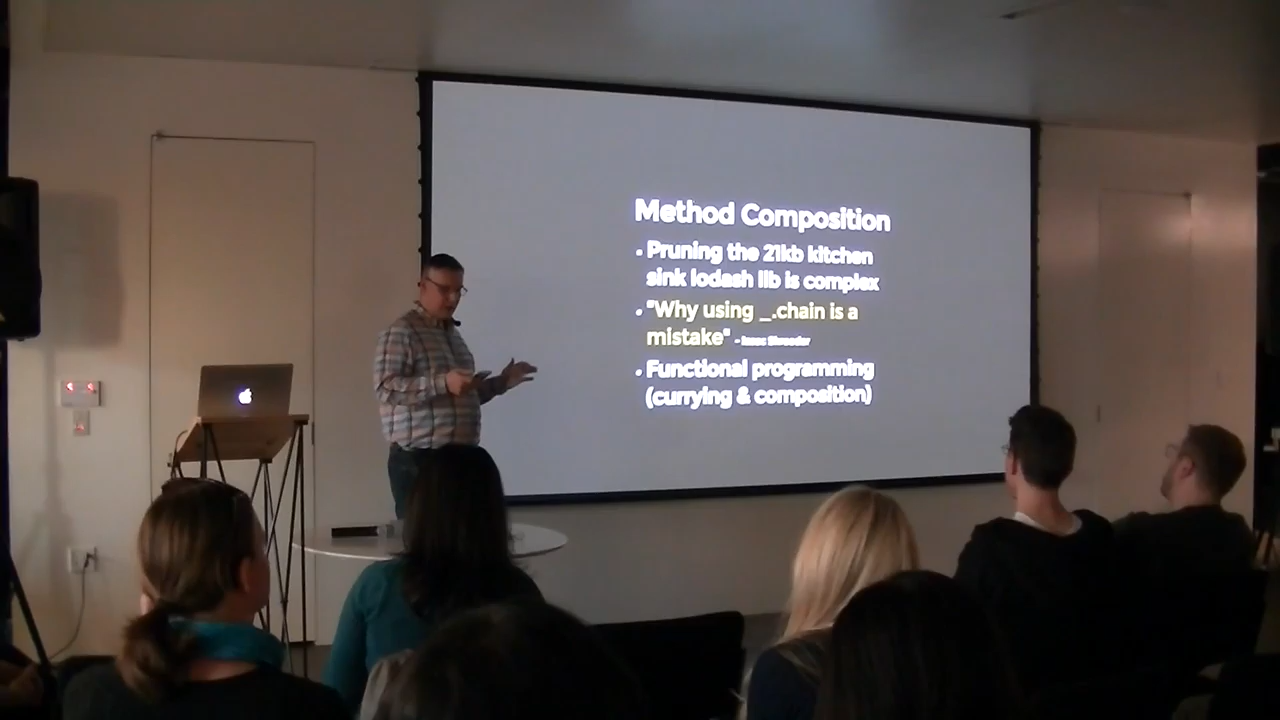 Method Composition
• Pruning the 21kb kitchen
sink lodash lib is complex
• "Why using _.chain is a
mistake" -
• Functional programming
(currying & composition)